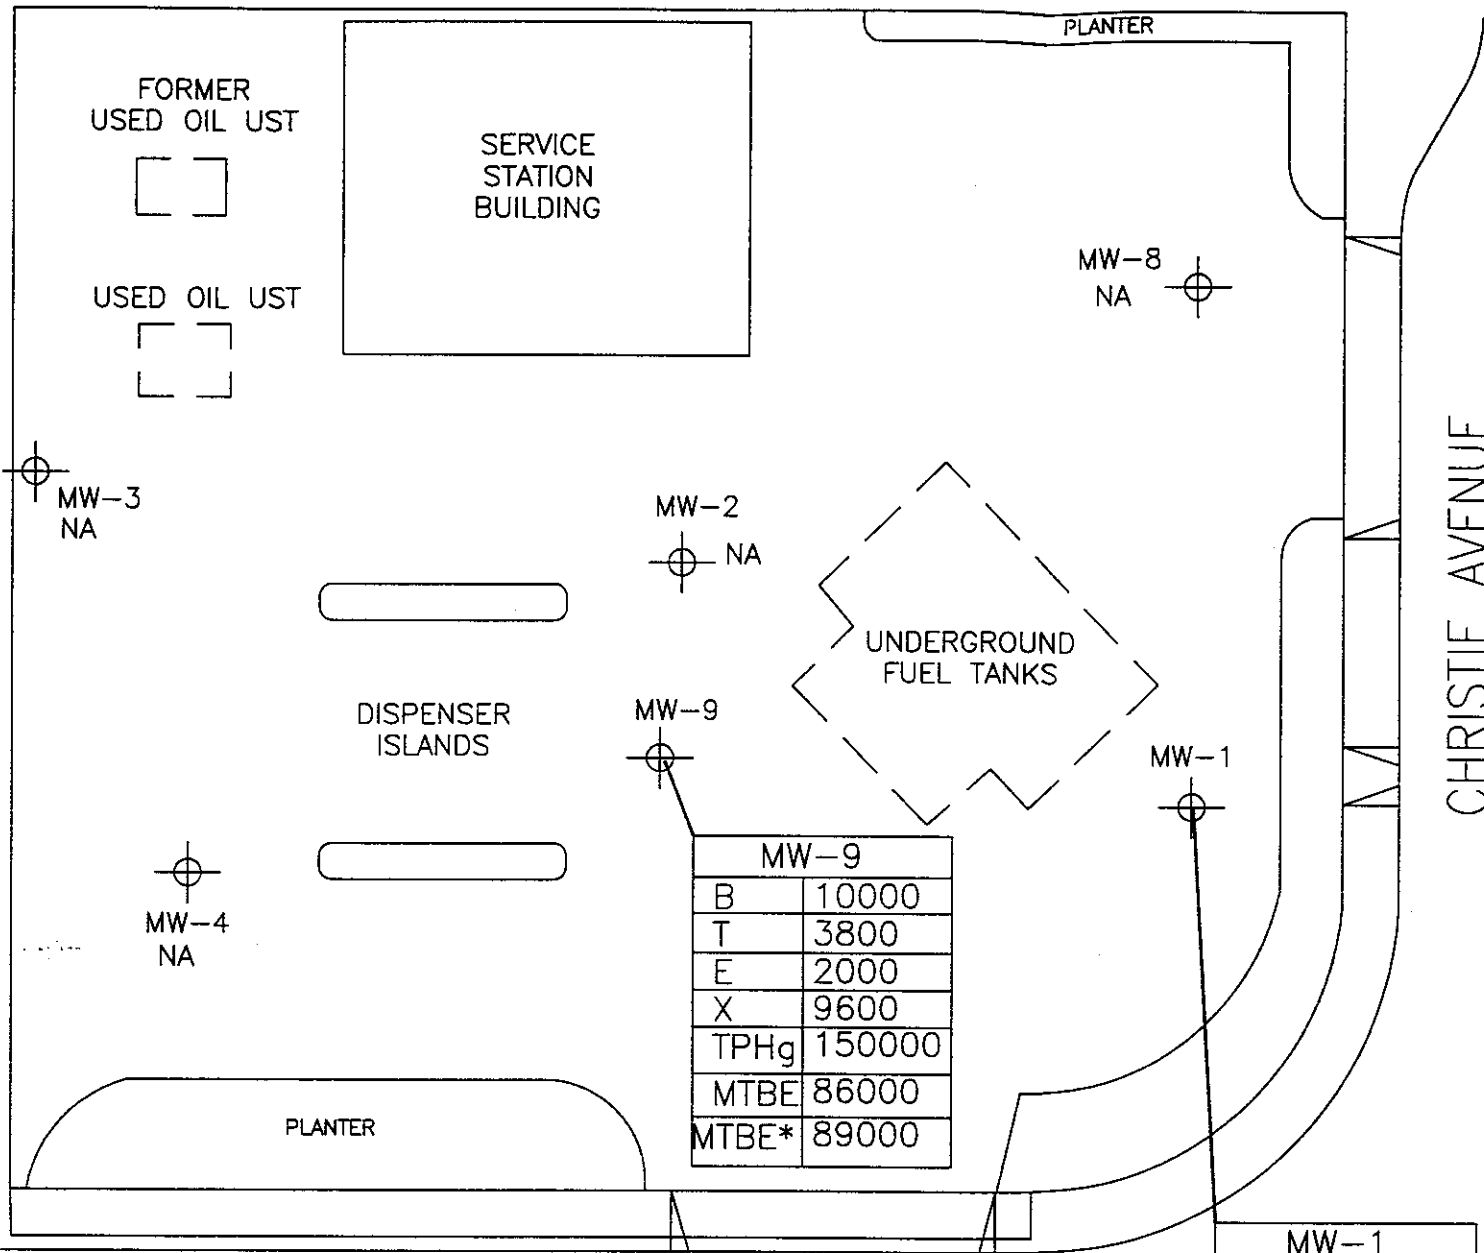 PLANTER
FORMER
USED OIL UST
SERVICE
STATION
BUILDING
MW-8
NA
USED OIL UST
MW-3
NA
MW-2
NA
UNDERGROUND
FUEL TANKS
CHRISTIE AVENUE
DISPENSER
ISLANDS
MW-9
MW-1
MW-9
B 10000
T 3800
E 2000
X 9600
TPHg 150000
MTBE 86000
MTBE* 89000
MW-4
NA
PLANTER
MW-1